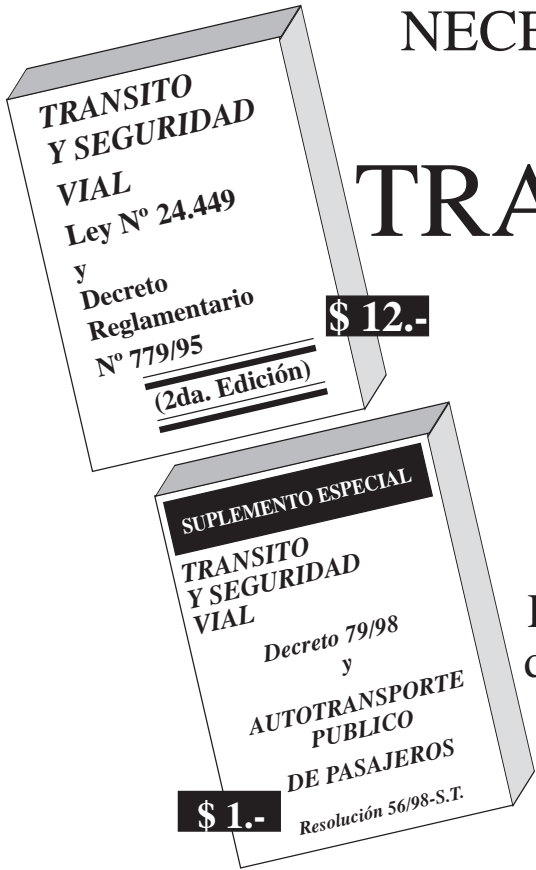 NECE
TRANSITO
Y SEGURIDAD
VIAL
Ley Nº 24.449
y
Decreto
Reglamentario
Nº 779/95
(2da. Edición)
TRA
$ 12.-
SUPLEMENTO ESPECIAL
TRANSITO
Y SEGURIDAD
VIAL
Decreto 79/98
y
AUTOTRANSPORTE
PUBLICO
DE PASAJEROS
Resolución 56/98-S.T.
$ 1.-